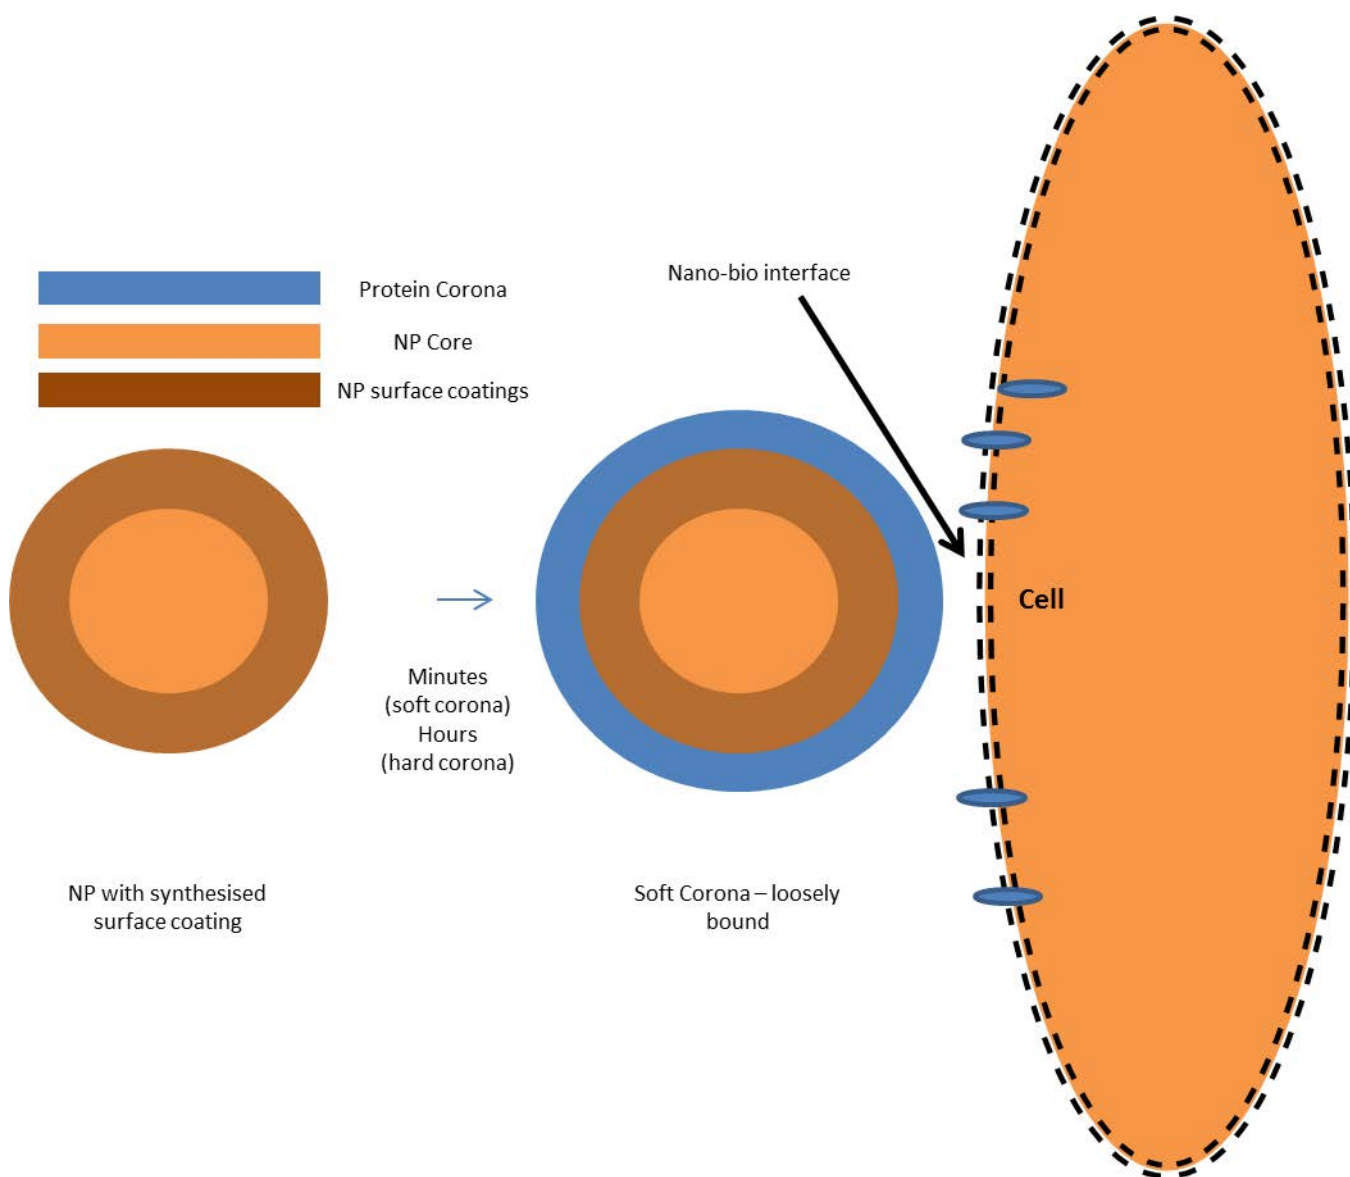 Protein Corona
NP Core
NP surface coatings
Nano-bio interface
Cell
Minutes
(soft corona)
Hours
(hard corona)
NP with synthesised
surface coating
Soft Corona – loosely
bound